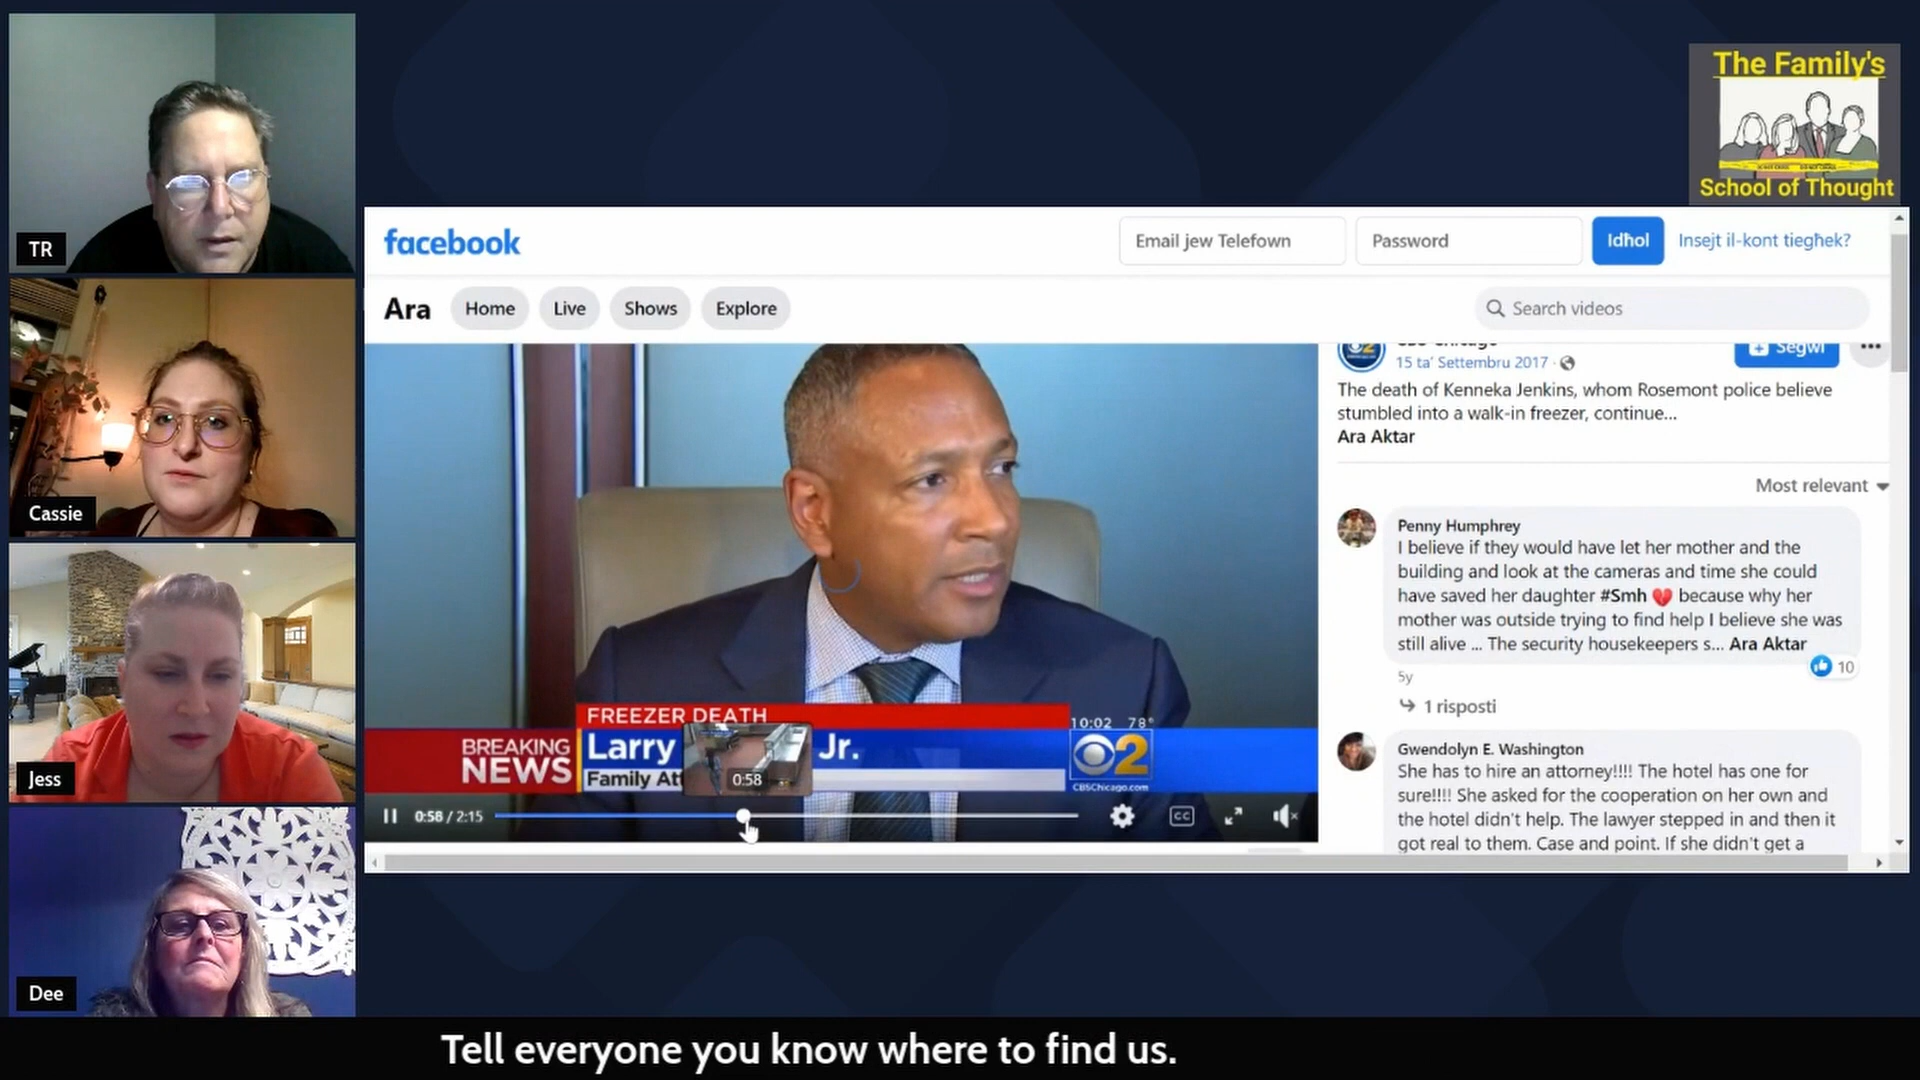 TR
Cassie
Jess
Dee
The Family's
School of Thought
facebook
Email jew Telefown
Password
Idħol
Insejt il-kont tiegħek?
Ara
Home
Live
Shows
Explore
Search videos
15 ta' Settembru 2017 ·
Segwi
The death of Kenneka Jenkins, whom Rosemont police believe
stumbled into a walk-in freezer, continue...
Ara Aktar
Most relevant
Penny Humphrey
I believe if they would have let her mother and the
building and look at the cameras and time she could
have saved her daughter #Smh 💔 because why her
mother was outside trying to find help I believe she was
still alive ... The security housekeepers s... Ara Aktar
10
5y
1 risposti
Gwendolyn E. Washington
She has to hire an attorney!!!! The hotel has one for
sure!!!! She asked for the cooperation on her own and
the hotel didn't help. The lawyer stepped in and then it
got real to them. Case and point. If she didn't get a
FREEZER DEATH
10:02 78°
BREAKING
NEWS
Larry Jr.
Family
2
CBSChicago.com
0:58
0:58 / 2:15
CC
Tell everyone you know where to find us.